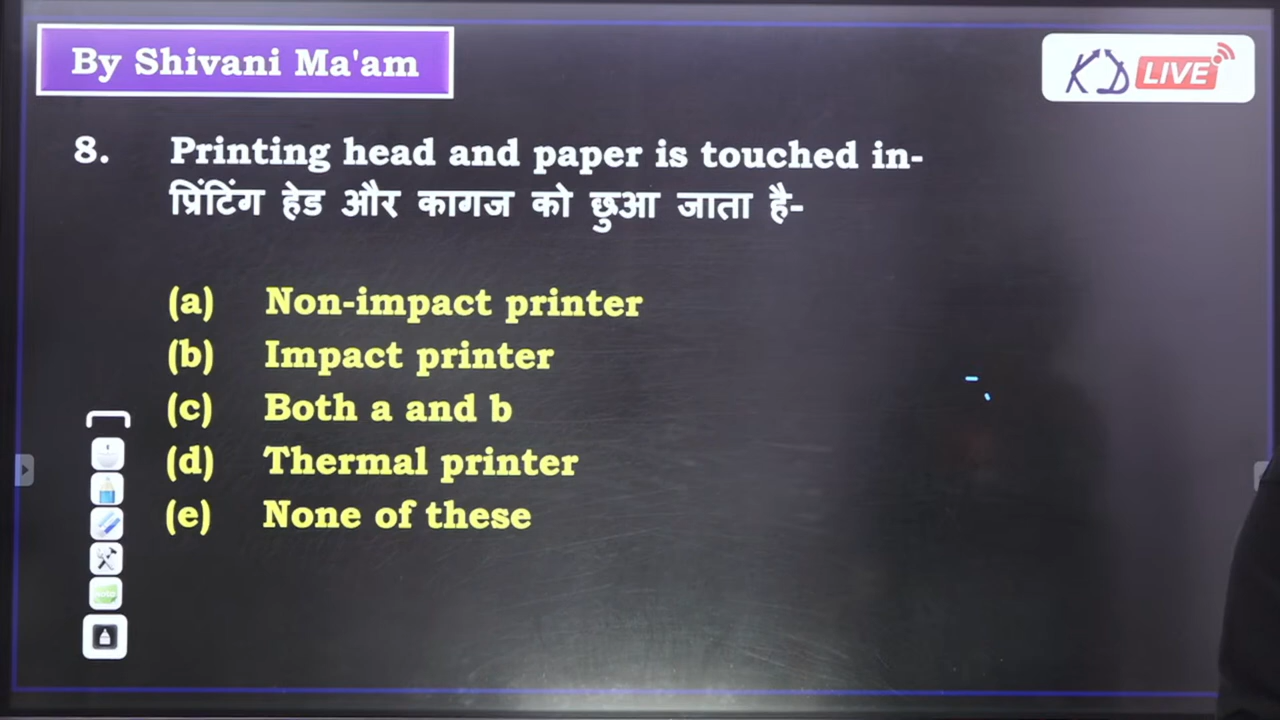 By Shivani Ma'am
KD LIVE
8. Printing head and paper is touched in-
प्रिंटिंग हेड और कागज को छुआ जाता है-
(a) Non-impact printer
(b) Impact printer
(c) Both a and b
(d) Thermal printer
(e) None of these